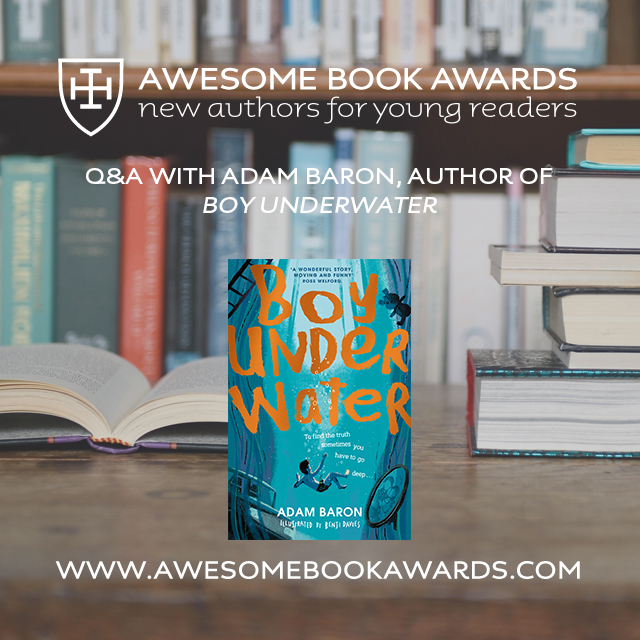 AWESOME BOOK AWARDS
new authors for young readers
Q&A WITH ADAM BARON, AUTHOR OF
BOY UNDERWATER
'A WONDERFUL STORY,
MOVING AND FUNNY'
ROSS WELFORD
BOY
UNDER
WATER
To find the truth
sometimes you
have to go
deep...
ADAM BARON
ILLUSTRATED BY BENJI DAVIES
WWW.AWESOMEBOOKAWARDS.COM